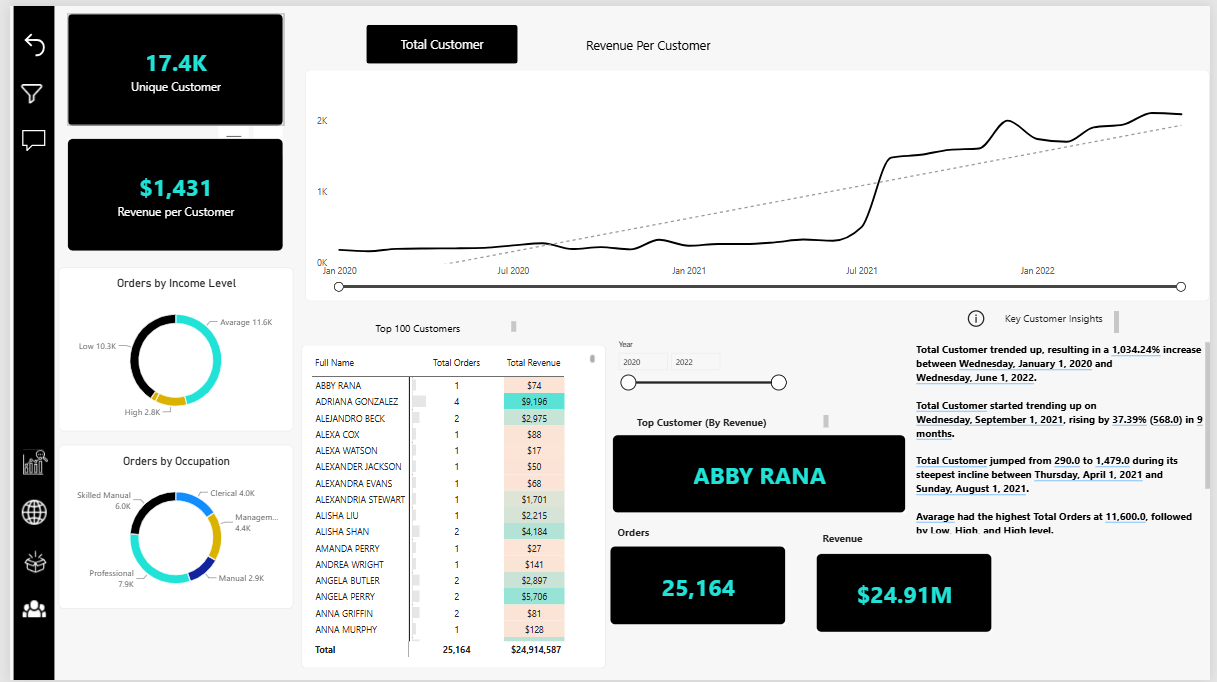 17.4K
Unique Customer
$1,431
Revenue per Customer
Total Customer
Revenue Per Customer
2K
1K
0K
Jan 2020
Jul 2020
Jan 2021
Jul 2021
Jan 2022
Orders by Income Level
Avarage 11.6K
Low 10.3K
High 2.8K
Orders by Occupation
Skilled Manual
6.0K
Clerical 4.0K
Managem...
4.4K
Professional
7.9K
Manual 2.9K
Top 100 Customers
Full Name Total Orders Total Revenue
ABBY RANA 1 $74
ADRIANA GONZALEZ 4 $9,196
ALEJANDRO BECK 2 $2,975
ALEXA COX 1 $88
ALEXA WATSON 1 $17
ALEXANDER JACKSON 1 $50
ALEXANDRA EVANS 1 $68
ALEXANDRIA STEWART 1 $1,701
ALISHA LIU 1 $2,215
ALISHA SHAN 2 $4,184
AMANDA PERRY 1 $27
ANDREA WRIGHT 1 $141
ANGELA BUTLER 2 $2,897
ANGELA PERRY 2 $5,706
ANNA GRIFFIN 2 $81
ANNA MURPHY 1 $128
Total 25,164 $24,914,587
Year
2020 2022
Top Customer (By Revenue)
ABBY RANA
Orders
25,164
Revenue
$24.91M
Key Customer Insights
Total Customer trended up, resulting in a 1,034.24% increase
between Wednesday, January 1, 2020 and
Wednesday, June 1, 2022.
Total Customer started trending up on
Wednesday, September 1, 2021, rising by 37.39% (568.0) in 9
months.
Total Customer jumped from 290.0 to 1,479.0 during its
steepest incline between Thursday, April 1, 2021 and
Sunday, August 1, 2021.
Avarage had the highest Total Orders at 11,600.0, followed
by Low, High, and High level.